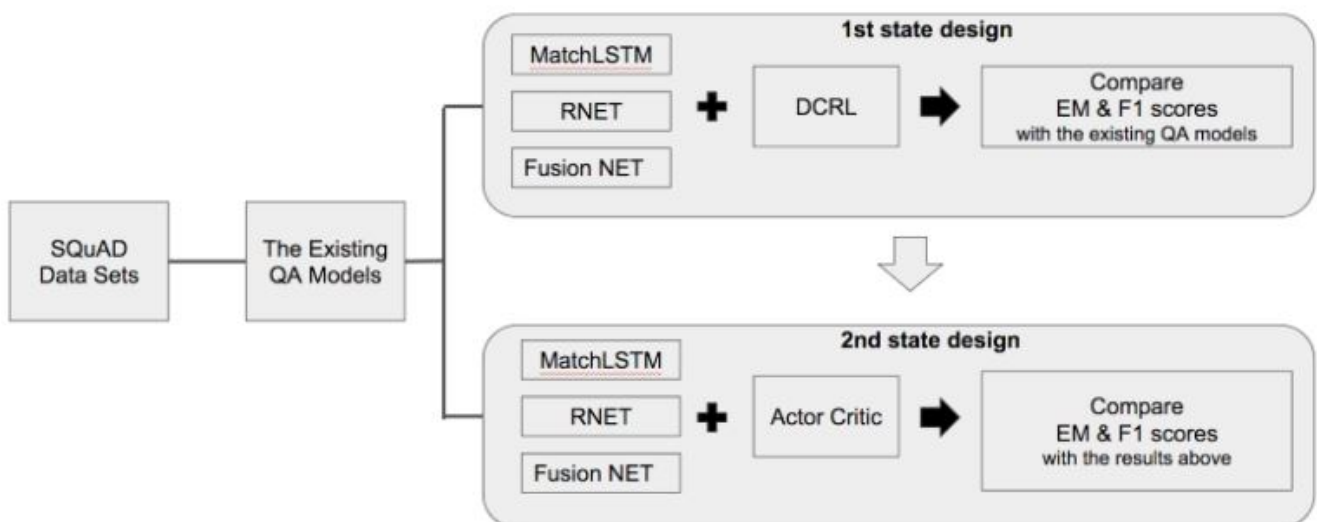 SQuAD
Data Sets
The Existing
QA Models
1st state design
MatchLSTM
RNET
Fusion NET
DCRL
Compare
EM & F1 scores
with the existing QA models
2nd state design
MatchLSTM
RNET
Fusion NET
Actor Critic
Compare
EM & F1 scores
with the results above